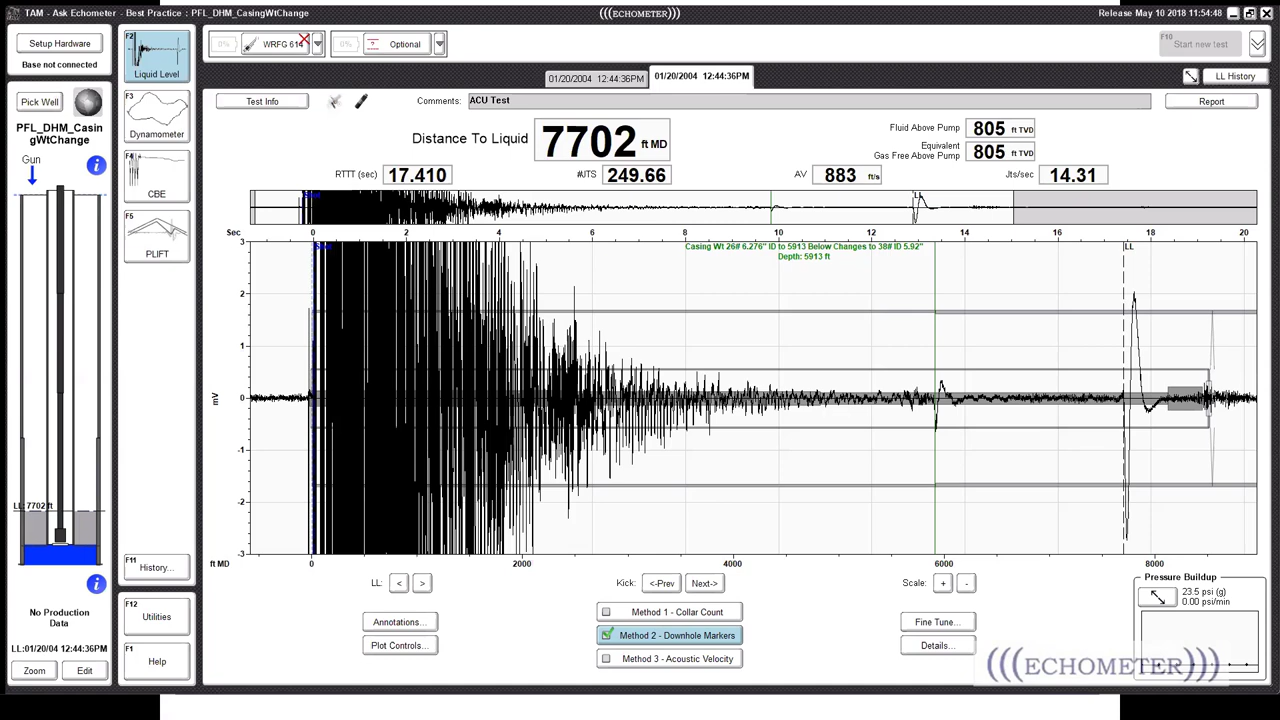 TAM - Ask Echometer - Best Practice : PFL_DHM_CasingWtChange
(((ECHOMETER)))
Release May 10 2018 11:54:48
Setup Hardware
Base not connected
F2
Liquid Level
0%
WRFG 614
0%
?
Optional
F10
Start new test
01/20/2004 12:44:36PM
01/20/2004 12:44:36PM
LL History
Pick Well
PFL_DHM_Casin
gWtChange
Gun
i
F3
Dynamometer
F4
CBE
F5
PLIFT
Test Info
Comments:
ACU Test
Report
Distance To Liquid
7702 ft MD
Fluid Above Pump
805 ft TVD
Equivalent
Gas Free Above Pump
805 ft TVD
RTTT (sec)
17.410
#UTS
249.66
AV
883 ft/s
Jts/sec
14.31
Sec
0 2 4 6 8 10 12 14 16 18 20
Casing Wt 26# 6.276" ID to 5913 Below Changes to 38# ID 5.92"
Depth: 5913 ft
LL
mV
3
2
1
0
-1
-2
-3
ft MD
0 2000 4000 6000 8000
LL: 7702 ft
i
No Production
Data
LL:01/20/04 12:44:36PM
Zoom
Edit
F11
History...
F12
Utilities
F1
Help
LL:
<
>
Kick:
<-Prev
Next->
Scale:
+
-
Annotations...
Plot Controls...
Method 1 - Collar Count
Method 2 - Downhole Markers
Method 3 - Acoustic Velocity
Fine Tune...
Details...
Pressure Buildup
23.5 psi (g)
0.00 psi/min
(((ECHOMETER)))